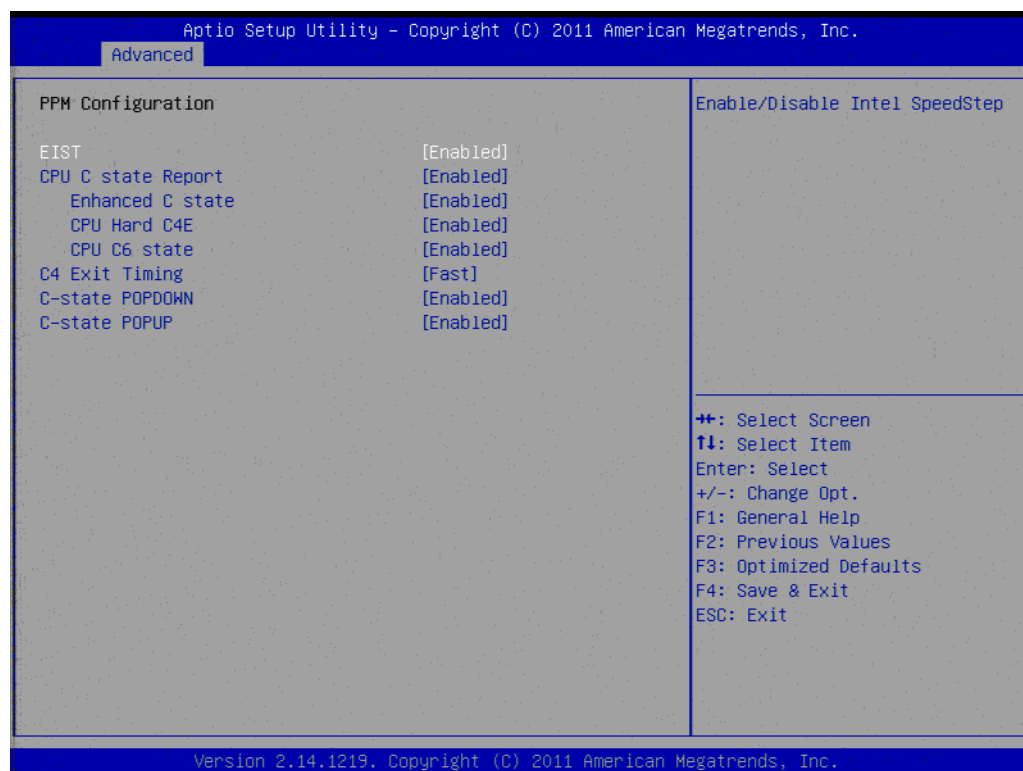 Aptio Setup Utility – Copyright (C) 2011 American Megatrends, Inc.
Advanced
PPM Configuration
EIST [Enabled]
CPU C state Report [Enabled]
Enhanced C state [Enabled]
CPU Hard C4E [Enabled]
CPU C6 state [Enabled]
C4 Exit Timing [Fast]
C-state POPDOWN [Enabled]
C-state POPUP [Enabled]
Enable/Disable Intel SpeedStep
→←: Select Screen
↑↓: Select Item
Enter: Select
+/-: Change Opt.
F1: General Help
F2: Previous Values
F3: Optimized Defaults
F4: Save & Exit
ESC: Exit
Version 2.14.1219. Copyright (C) 2011 American Megatrends, Inc.